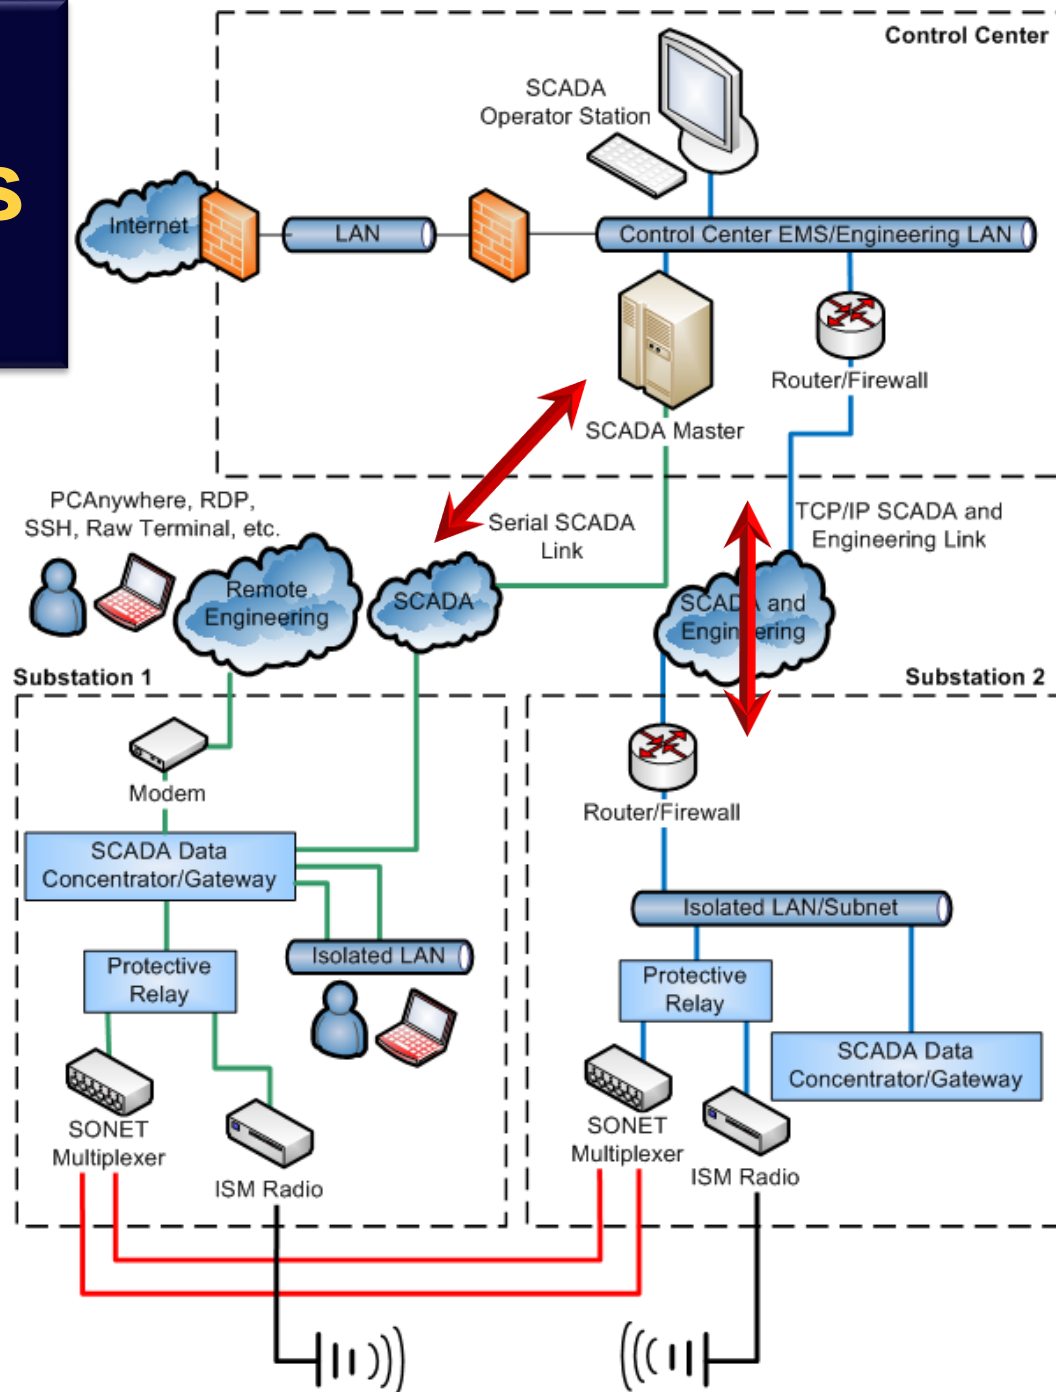 s
Control Center
SCADA
Operator Station
Internet
LAN
Control Center EMS/Engineering LAN
Router/Firewall
SCADA Master
PCAnywhere, RDP,
SSH, Raw Terminal, etc.
Serial SCADA
Link
TCP/IP SCADA and
Engineering Link
Remote
Engineering
SCADA
SCADA and
Engineering
Substation 1
Substation 2
Modem
Router/Firewall
SCADA Data
Concentrator/Gateway
Isolated LAN/Subnet
Isolated LAN
Protective
Relay
Protective
Relay
SCADA Data
Concentrator/Gateway
SONET
Multiplexer
ISM Radio
SONET
Multiplexer
ISM Radio